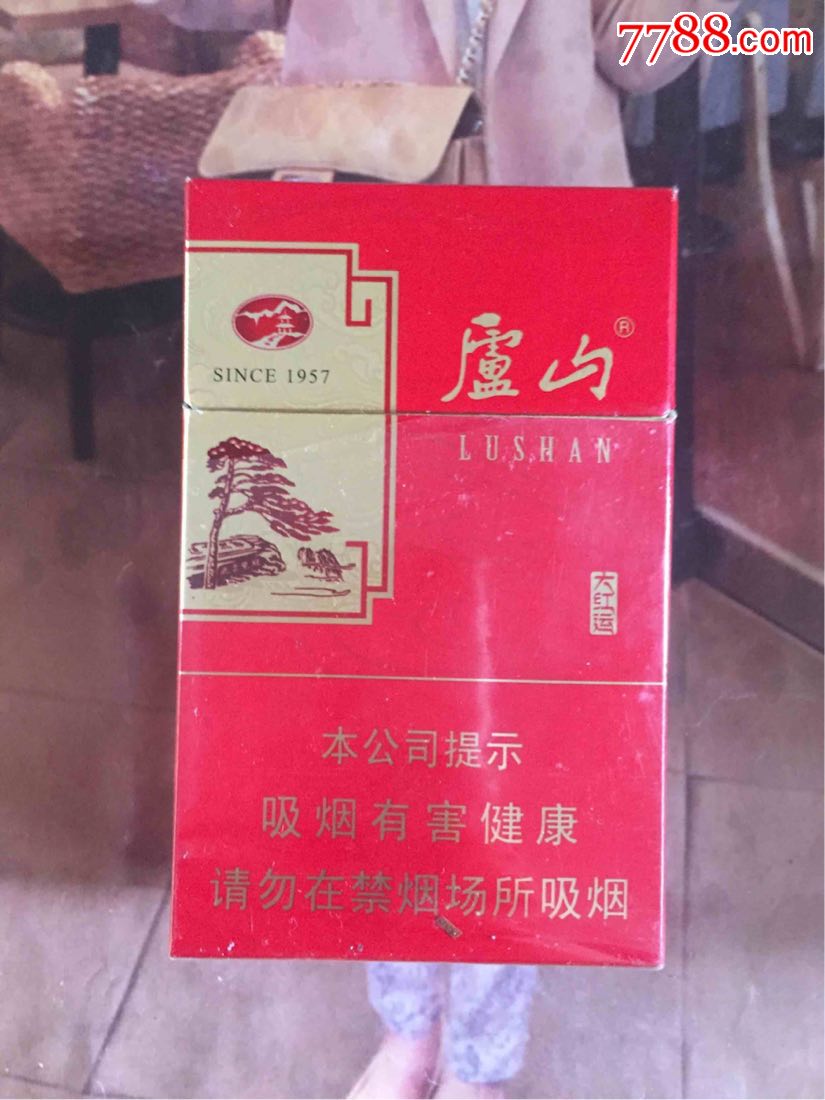 7788.com
SINCE 1957
盧山®
LUSHAN
大红运
本公司提示
吸烟有害健康
请勿在禁烟场所吸烟